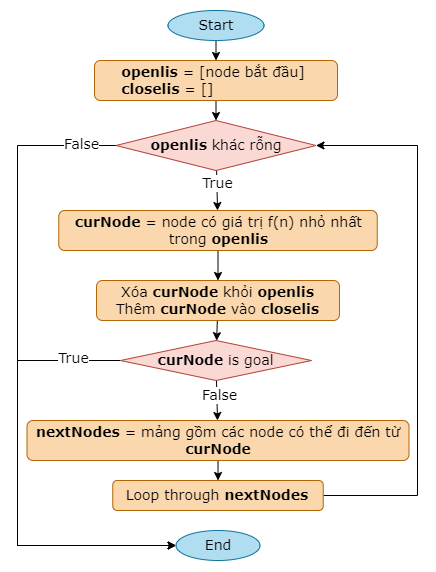 Start
openlis = [node bắt đầu]
closelis = []
openlis khác rỗng
False
True
curNode = node có giá trị f(n) nhỏ nhất
trong openlis
Xóa curNode khỏi openlis
Thêm curNode vào closelis
True
curNode is goal
False
nextNodes = mảng gồm các node có thể đi đến từ
curNode
Loop through nextNodes
End